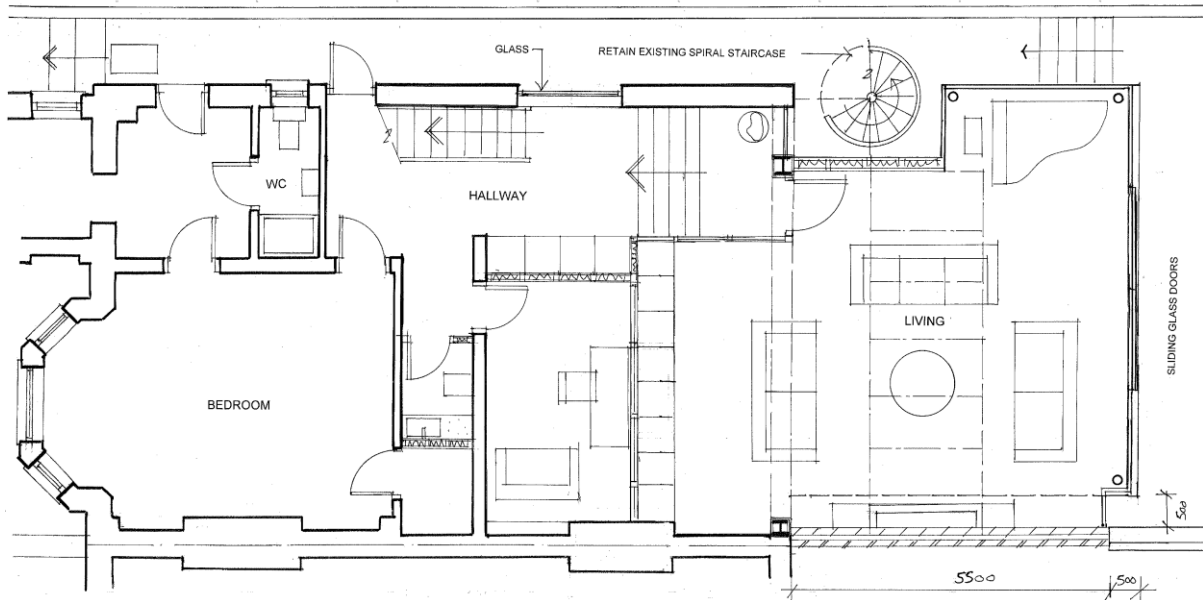 GLASS
RETAIN EXISTING SPIRAL STAIRCASE
WC
HALLWAY
LIVING
SLIDING GLASS DOORS
BEDROOM
500
5500
500